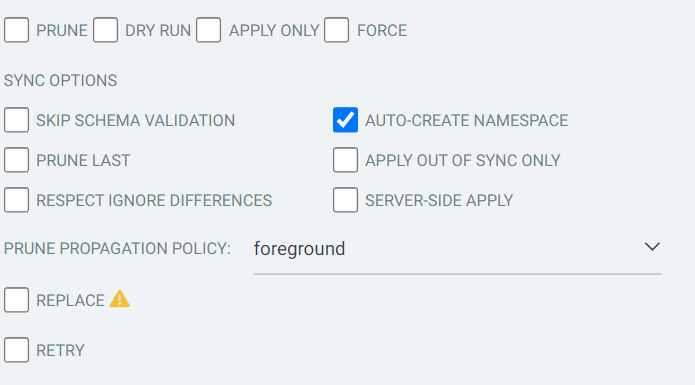 PRUNE DRY RUN APPLY ONLY FORCE
SYNC OPTIONS
SKIP SCHEMA VALIDATION AUTO-CREATE NAMESPACE
PRUNE LAST APPLY OUT OF SYNC ONLY
RESPECT IGNORE DIFFERENCES SERVER-SIDE APPLY
PRUNE PROPAGATION POLICY: foreground
REPLACE
RETRY